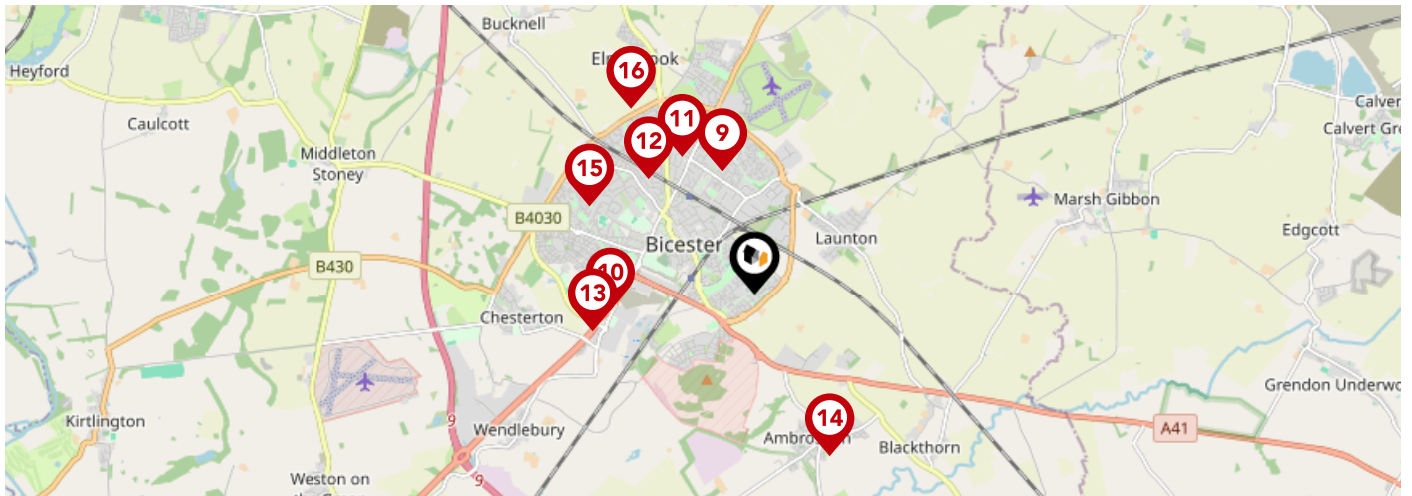 Bucknell
Heyford
16
Caulcott
11
12
9
Calvert Gre
Middleton
Stoney
15
B4030
Marsh Gibbon
Bicester
Launton
Edgcott
B430
10
13
Chesterton
Grendon Underwo
Kirtlington
9
14
A41
Wendlebury
Blackthorn
9
Weston on